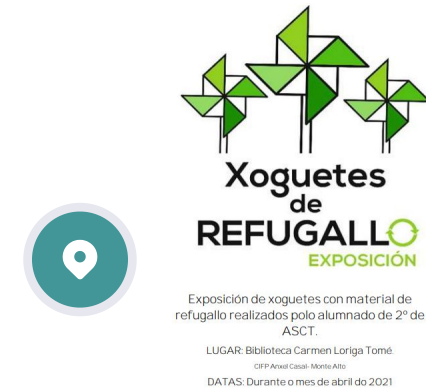 Xoguetes
de
REFUGALLO
EXPOSICIÓN
Exposición de xoguetes con material de
refugallo realizados polo alumnado de 2º de
ASCT.
LUGAR: Biblioteca Carmen Loriga Tomé.
CIFP Anxel Casal- Monte Alto
DATAS: Durante o mes de abril do 2021